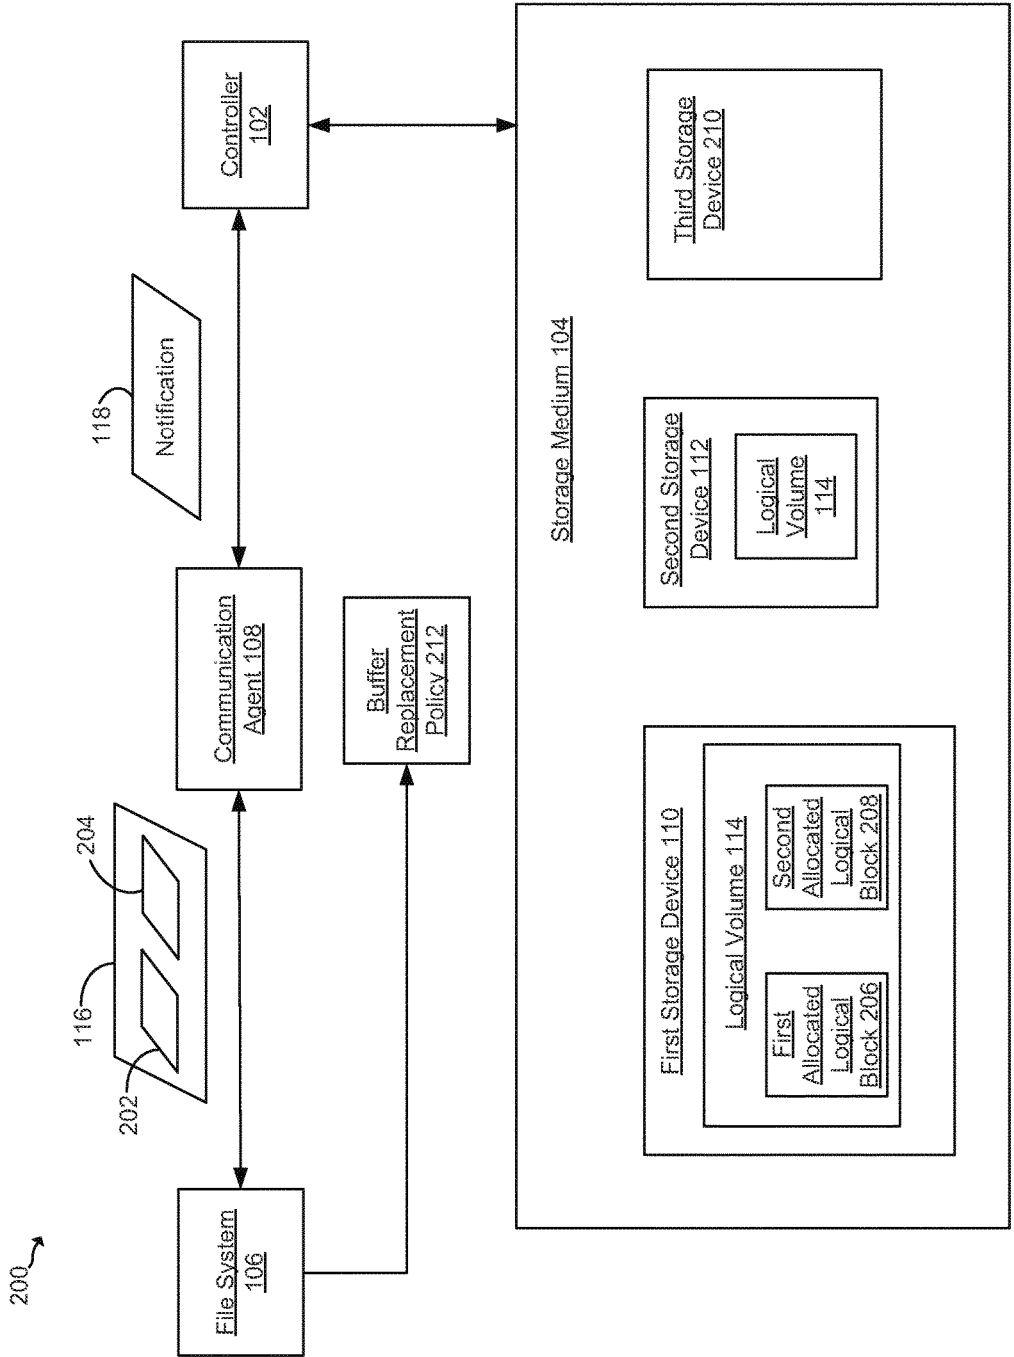 200
File System
106
116
202
204
Communication
Agent 108
118
Notification
Controller
102
Buffer
Replacement
Policy 212
Storage Medium 104
First Storage Device 110
Logical Volume 114
First
Allocated
Logical
Block 206
Second
Allocated
Logical
Block 208
Second Storage
Device 112
Logical
Volume
114
Third Storage
Device 210